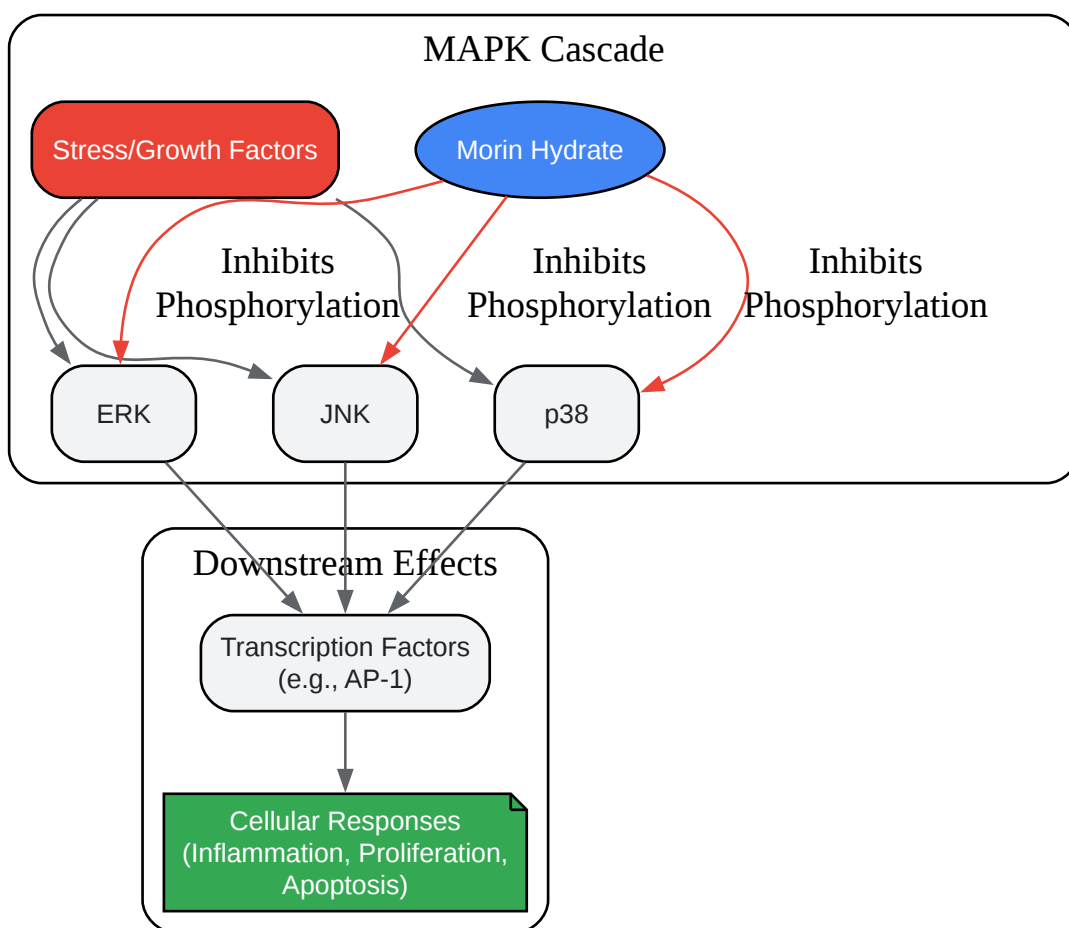 MAPK Cascade
Stress/Growth Factors
Morin Hydrate
Inhibits
Phosphorylation
Inhibits
Phosphorylation
Inhibits
Phosphorylation
ERK
JNK
p38
Downstream Effects
Transcription Factors
(e.g., AP-1)
Cellular Responses
(Inflammation, Proliferation,
Apoptosis)